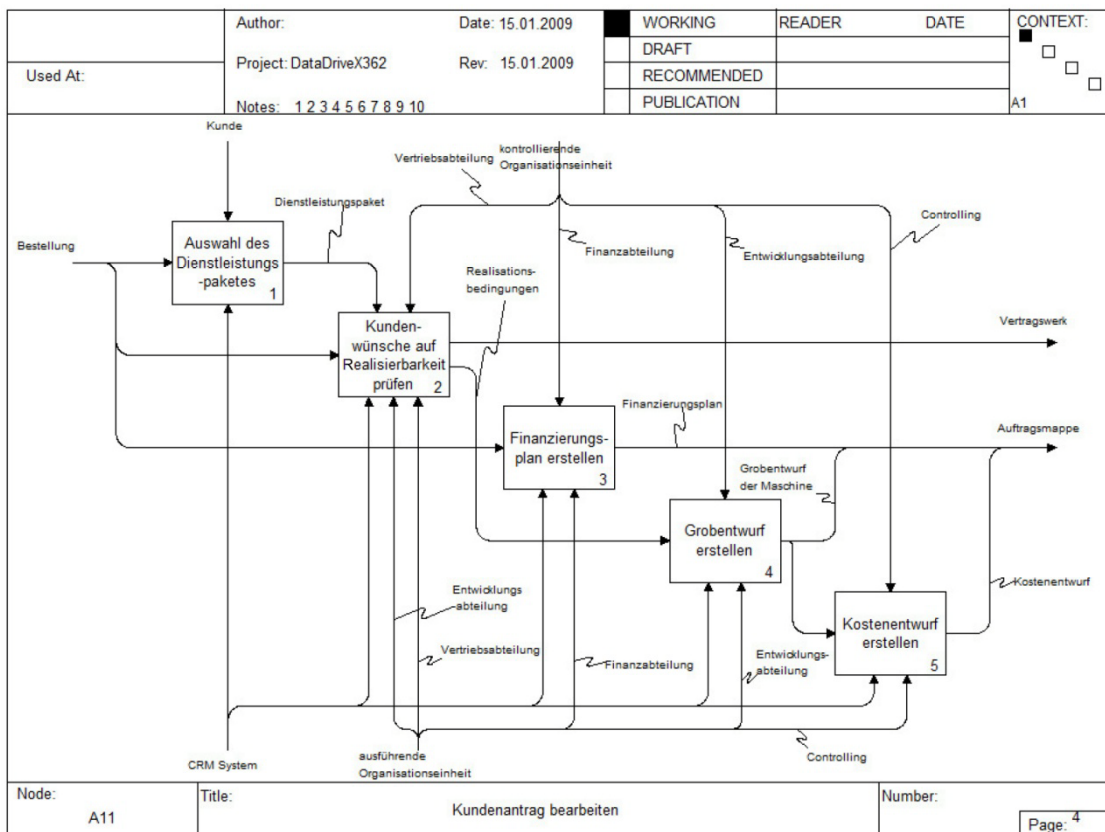 Used At:
Author:
Date: 15.01.2009
Project: DataDriveX362
Rev: 15.01.2009
Notes: 1 2 3 4 5 6 7 8 9 10
WORKING
DRAFT
RECOMMENDED
PUBLICATION
READER
DATE
CONTEXT:
A1
Kunde
Vertriebsabteilung
kontrollierende
Organisationseinheit
Dienstleistungspaket
Controlling
Bestellung
Auswahl des
Dienstleistungs
-paketes
1
Finanzabteilung
Entwicklungsabteilung
Realisations-
bedingungen
Kunden-
wünsche auf
Realisierbarkeit
prüfen
2
Vertragswerk
Finanzierungsplan
Finanzierungs-
plan erstellen
3
Auftragsmappe
Grobentwurf
der Maschine
Grobentwurf
erstellen
4
Kostenentwurf
Entwicklungs
abteilung
Kostenentwurf
erstellen
5
Vertriebsabteilung
Finanzabteilung
Entwicklungs-
abteilung
CRM System
ausführende
Organisationseinheit
Controlling
Node:
A11
Title:
Kundenantrag bearbeiten
Number:
Page: 4